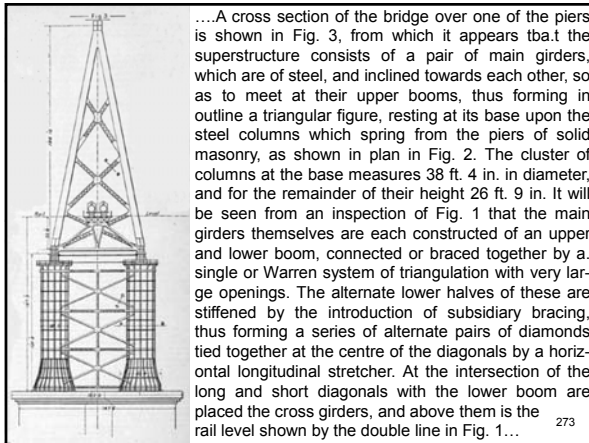 Fig 3
….A cross section of the bridge over one of the piers
is shown in Fig. 3, from which it appears tba.t the
superstructure consists of a pair of main girders,
which are of steel, and inclined towards each other, so
as to meet at their upper booms, thus forming in
outline a triangular figure, resting at its base upon the
steel columns which spring from the piers of solid
masonry, as shown in plan in Fig. 2. The cluster of
columns at the base measures 38 ft. 4 in. in diameter,
and for the remainder of their height 26 ft. 9 in. It will
be seen from an inspection of Fig. 1 that the main
girders themselves are each constructed of an upper
and lower boom, connected or braced together by a.
single or Warren system of triangulation with very lar-
ge openings. The alternate lower halves of these are
stiffened by the introduction of subsidiary bracing,
thus forming a series of alternate pairs of diamonds
tied together at the centre of the diagonals by a horiz-
ontal longitudinal stretcher. At the intersection of the
long and short diagonals with the lower boom are
placed the cross girders, and above them is the
rail level shown by the double line in Fig. 1…
273